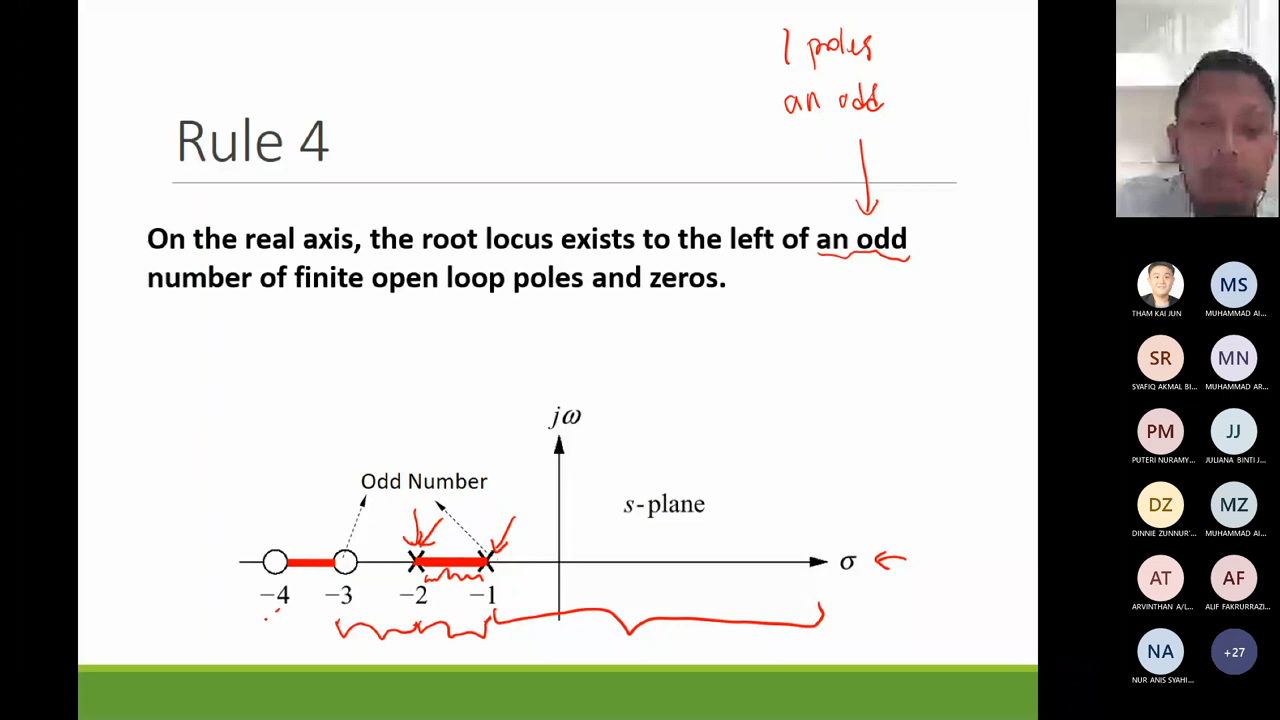 1 poles
an odd
Rule 4
On the real axis, the root locus exists to the left of an odd
number of finite open loop poles and zeros.
jω
Odd Number
s-plane
σ
−4
−3
−2
−1
THAM KAI JUN
MS
MUHAMMAD AI...
SR
SYAFIQ AKMAL BI...
MN
MUHAMMAD AR...
PM
PUTERI NURAMY...
JJ
JULIANA BINTI J...
DZ
DINNIE ZUNNUR'...
MZ
MUHAMMAD AI...
AT
ARVINTHAN A/L...
AF
ALIF FAKRURRAZI...
NA
NUR ANIS SYAHI...
+27